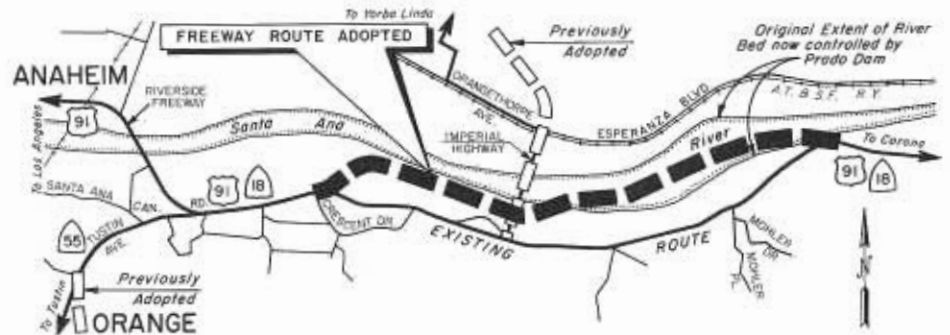 To Yorba Linda
FREEWAY ROUTE ADOPTED
Previously
Adopted
Original Extent of River
Bed now controlled by
Prado Dam
ANAHEIM
RIVERSIDE
FREEWAY
91
To Los Angeles
ORANGETHORPE
AVE.
ESPERANZA BLVD
A.T. & S.F. R.Y.
IMPERIAL
HIGHWAY
Santa Ana River
To Corona
91
18
SANTA ANA
CAN. RD.
91
18
CRESCENT DR.
EXISTING ROUTE
MOHLER
DR
MOHLER
PL.
55
TUSTIN
AVE.
Previously
Adopted
To Tustin
ORANGE
N